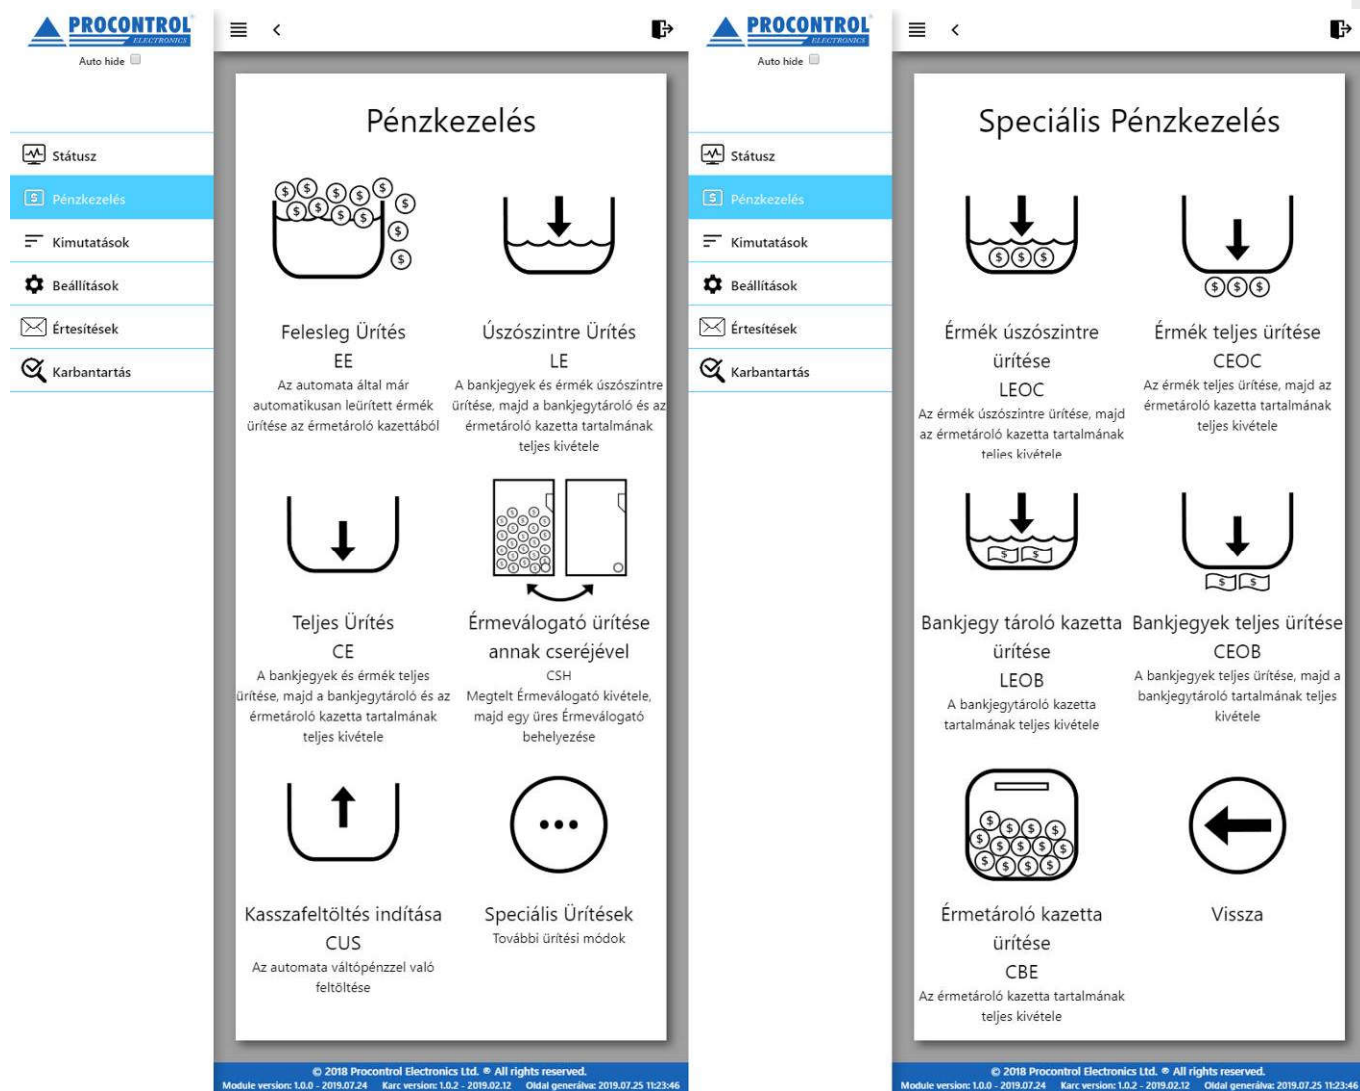 PROCONTROL
ELECTRONICS
Auto hide
Státusz
Pénzkezelés
Kimutatások
Beállítások
Értesítések
Karbantartás
Pénzkezelés
Felesleg Ürítés
EE
Az automata által már
automatikusan leürített érmék
ürítése az érmetároló kazettából
Úszószintre Ürítés
LE
A bankjegyek és érmék úszószintre
ürítése, majd a bankjegytároló és az
érmetároló kazetta tartalmának
teljes kivétele
Teljes Ürítés
CE
A bankjegyek és érmék teljes
ürítése, majd a bankjegytároló és az
érmetároló kazetta tartalmának
teljes kivétele
Érmeválogató ürítése
annak cseréjével
CSH
Megtelt Érmeválogató kivétele,
majd egy üres Érmeválogató
behelyezése
Kasszafeltöltés indítása
CUS
Az automata váltópénzzel való
feltöltése
Speciális Ürítések
További ürítési módok
© 2018 Procontrol Electronics Ltd. ® All rights reserved.
Module version: 1.0.0 - 2019.07.24 Karc version: 1.0.2 - 2019.02.12 Oldal generálva: 2019.07.25 11:23:46
PROCONTROL
ELECTRONICS
Auto hide
Státusz
Pénzkezelés
Kimutatások
Beállítások
Értesítések
Karbantartás
Speciális Pénzkezelés
Érmék úszószintre
ürítése
LEOC
Az érmék úszószintre ürítése, majd
az érmetároló kazetta tartalmának
teljes kivétele
Érmék teljes ürítése
CEOC
Az érmék teljes ürítése, majd az
érmetároló kazetta tartalmának
teljes kivétele
Bankjegy tároló kazetta
ürítése
LEOB
A bankjegytároló kazetta
tartalmának teljes kivétele
Bankjegyek teljes ürítése
CEOB
A bankjegyek teljes ürítése, majd a
bankjegytároló tartalmának teljes
kivétele
Érmetároló kazetta
ürítése
CBE
Az érmetároló kazetta tartalmának
teljes kivétele
Vissza
© 2018 Procontrol Electronics Ltd. ® All rights reserved.
Module version: 1.0.0 - 2019.07.24 Karc version: 1.0.2 - 2019.02.12 Oldal generálva: 2019.07.25 11:23:46